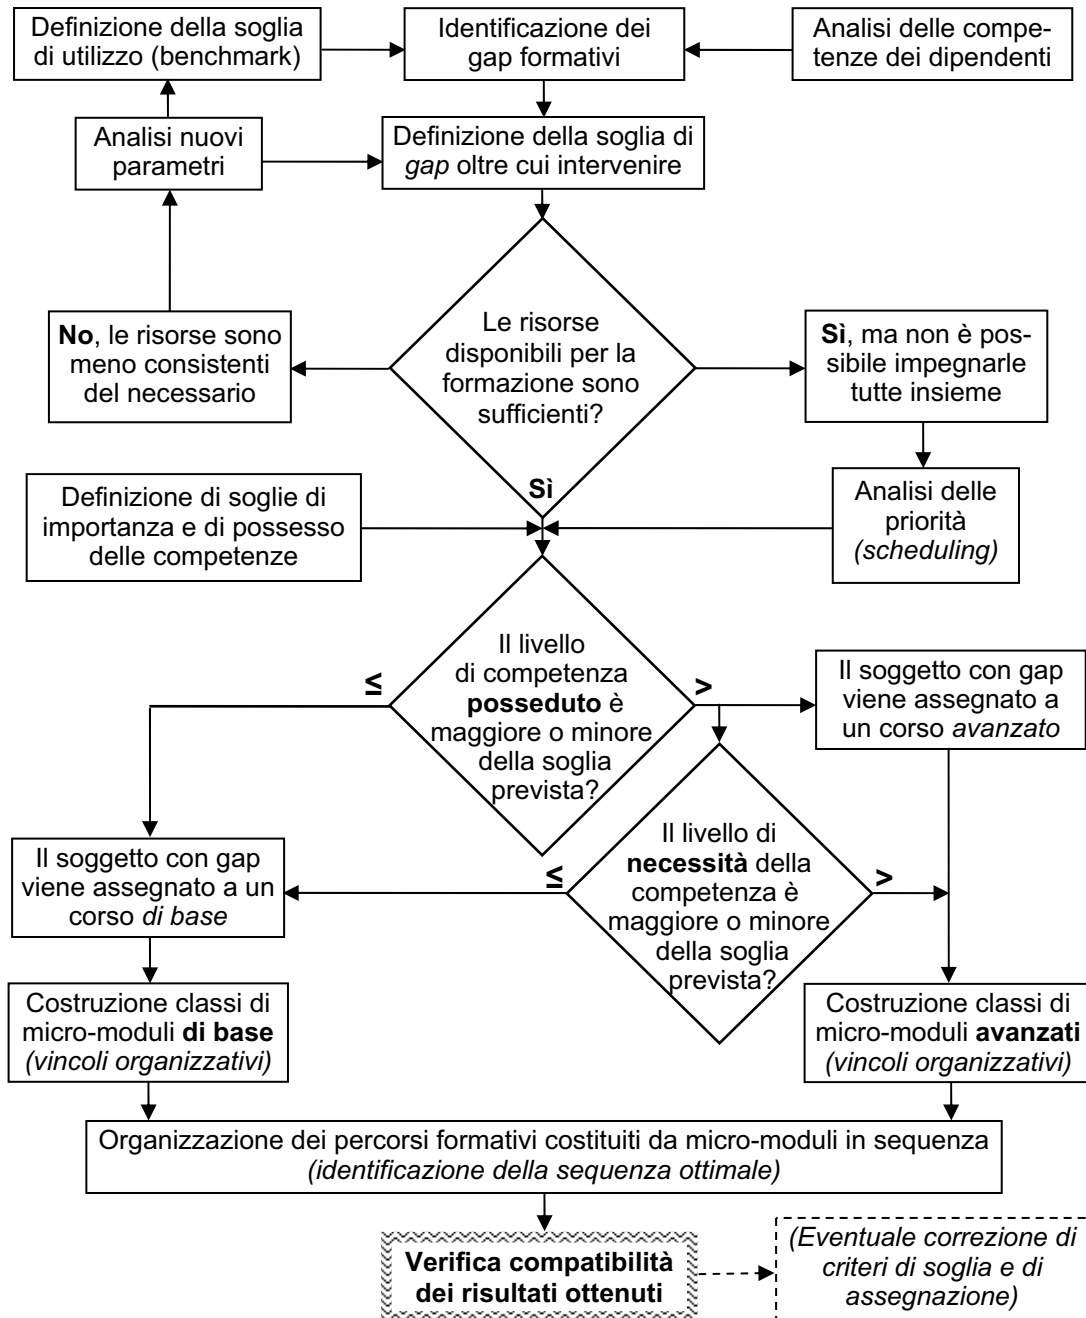 Definizione della soglia
di utilizzo (benchmark)
Identificazione dei
gap formativi
Analisi delle compe-
tenze dei dipendenti
Analisi nuovi
parametri
Definizione della soglia di
gap oltre cui intervenire
No, le risorse sono
meno consistenti
del necessario
Le risorse
disponibili per la
formazione sono
sufficienti?
Sì, ma non è pos-
sibile impegnarle
tutte insieme
Sì
Definizione di soglie di
importanza e di possesso
delle competenze
Analisi delle
priorità
(scheduling)
Il livello
di competenza
posseduto è
maggiore o minore
della soglia
prevista?
≤
>
Il soggetto con gap
viene assegnato a
un corso avanzato
Il soggetto con gap
viene assegnato a un
corso di base
Il livello di
necessità della
competenza è
maggiore o minore
della soglia
prevista?
≤
>
Costruzione classi di
micro-moduli di base
(vincoli organizzativi)
Costruzione classi di
micro-moduli avanzati
(vincoli organizzativi)
Organizzazione dei percorsi formativi costituiti da micro-moduli in sequenza
(identificazione della sequenza ottimale)
Verifica compatibilità
dei risultati ottenuti
(Eventuale correzione di
criteri di soglia e di
assegnazione)